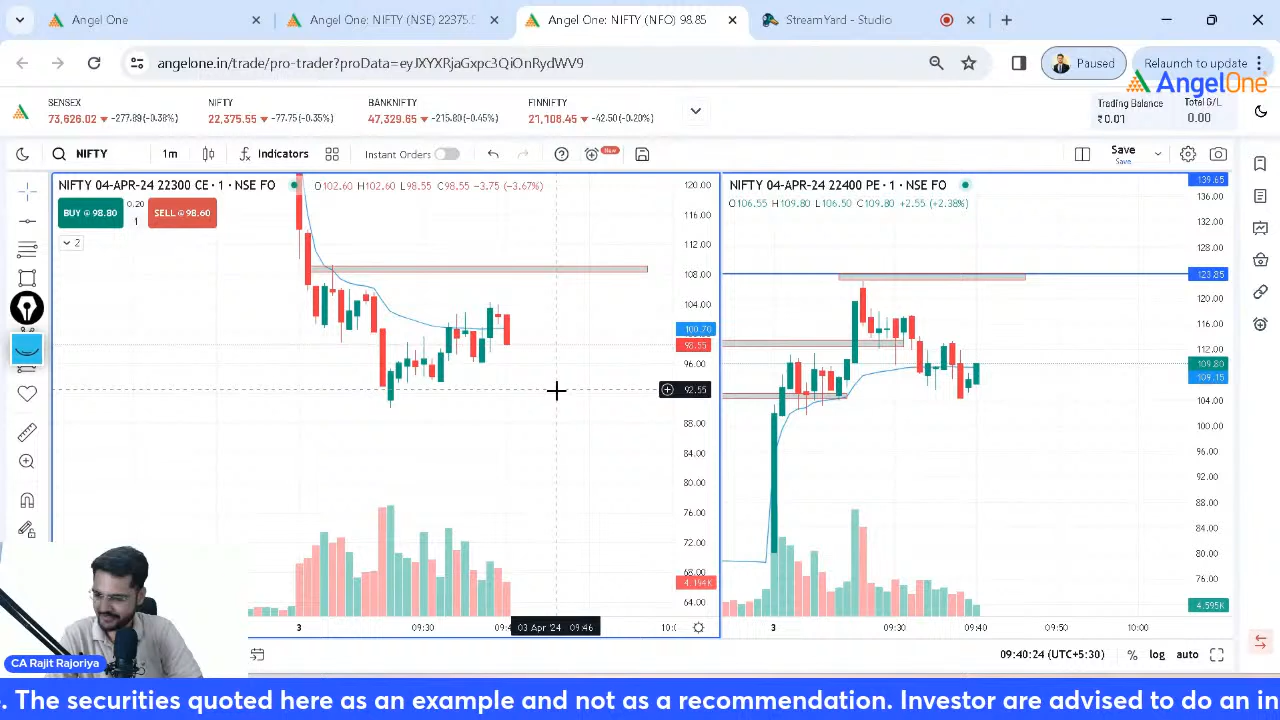 Angel One
Angel One: NIFTY (NSE) 22375.5
Angel One: NIFTY (NFO) 98.85
StreamYard - Studio
angelone.in/trade/pro-trader?proData=eyJXYXRjaGxpc3QiOnRydWV9
Paused
Relaunch to update
AngelOne
SENSEX
73,626.02 -277.89(-0.38%)
NIFTY
22,375.55 -77.75(-0.35%)
BANKNIFTY
47,329.65 -215.80(-0.45%)
FINNIFTY
21,108.45 -42.50(-0.20%)
Trading Balance
₹0.01
Total G/L
0.00
NIFTY
1m
Indicators
Instant Orders
New
Save
Save
NIFTY 04-APR-24 22300 CE · 1 · NSE FO
O102.60 H102.60 L98.55 C98.55 -3.75 (-3.67%)
BUY @ 98.80
0.20
1
SELL @ 98.60
2
120.00
116.00
112.00
108.00
104.00
100.70
98.55
96.00
92.55
88.00
84.00
80.00
76.00
72.00
68.00
4.194K
64.00
3
09:30
03 Apr '24 09:46
NIFTY 04-APR-24 22400 PE · 1 · NSE FO
O106.55 H109.80 L106.50 C109.80 +2.55 (+2.38%)
139.65
136.00
132.00
128.00
123.85
120.00
116.00
112.00
109.80
109.15
104.00
100.00
96.00
92.00
88.00
84.00
80.00
76.00
4.595K
3
09:30
09:40
09:50
10:00
09:40:24 (UTC+5:30)
%
log
auto
CA Rajit Rajoriya
. The securities quoted here as an example and not as a recommendation. Investor are advised to do an in